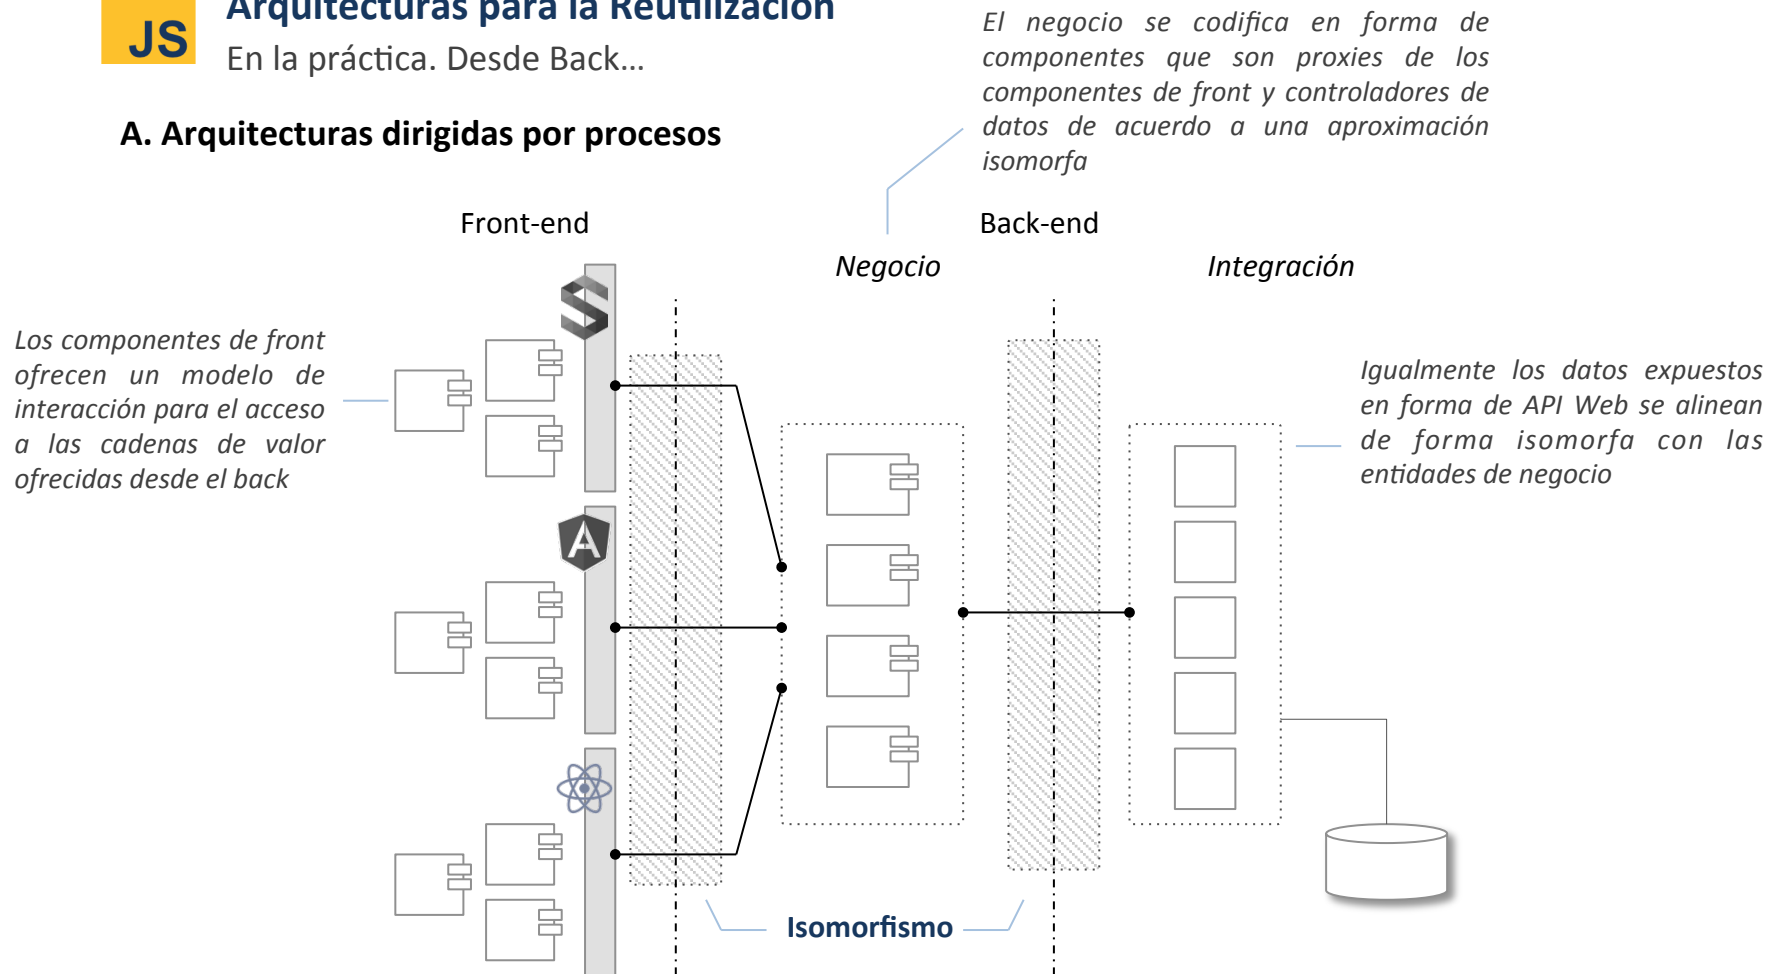 JS
Arquitecturas para la Reutilización
En la práctica. Desde Back...
A. Arquitecturas dirigidas por procesos
El negocio se codifica en forma de
componentes que son proxies de los
componentes de front y controladores de
datos de acuerdo a una aproximación
isomorfa
Front-end
Back-end
Negocio
Integración
Los componentes de front
ofrecen un modelo de
interacción para el acceso
a las cadenas de valor
ofrecidas desde el back
Igualmente los datos expuestos
en forma de API Web se alinean
de forma isomorfa con las
entidades de negocio
Isomorfismo